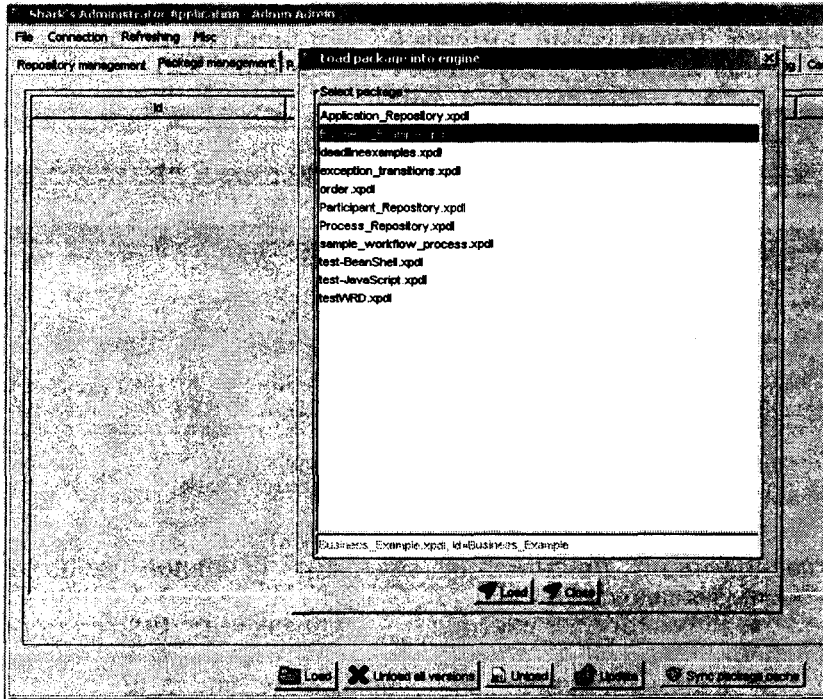 Shark's Administrator Application - Admin Admin
File Connection Refreshing Misc
Repository management Package management
Load package into engine
Select package
Id
Application_Repository.xpdl
Business_Example.xpdl
deadlineexamples.xpdl
exception_transitions.xpdl
order.xpdl
Participant_Repository.xpdl
Process_Repository.xpdl
sample_workflow_process.xpdl
test-BeanShell.xpdl
test-JavaScript.xpdl
testWRD.xpdl
Business_Example.xpdl, Id=Business_Example
Load Close
Load Unload all versions Unload Update Sync package cache